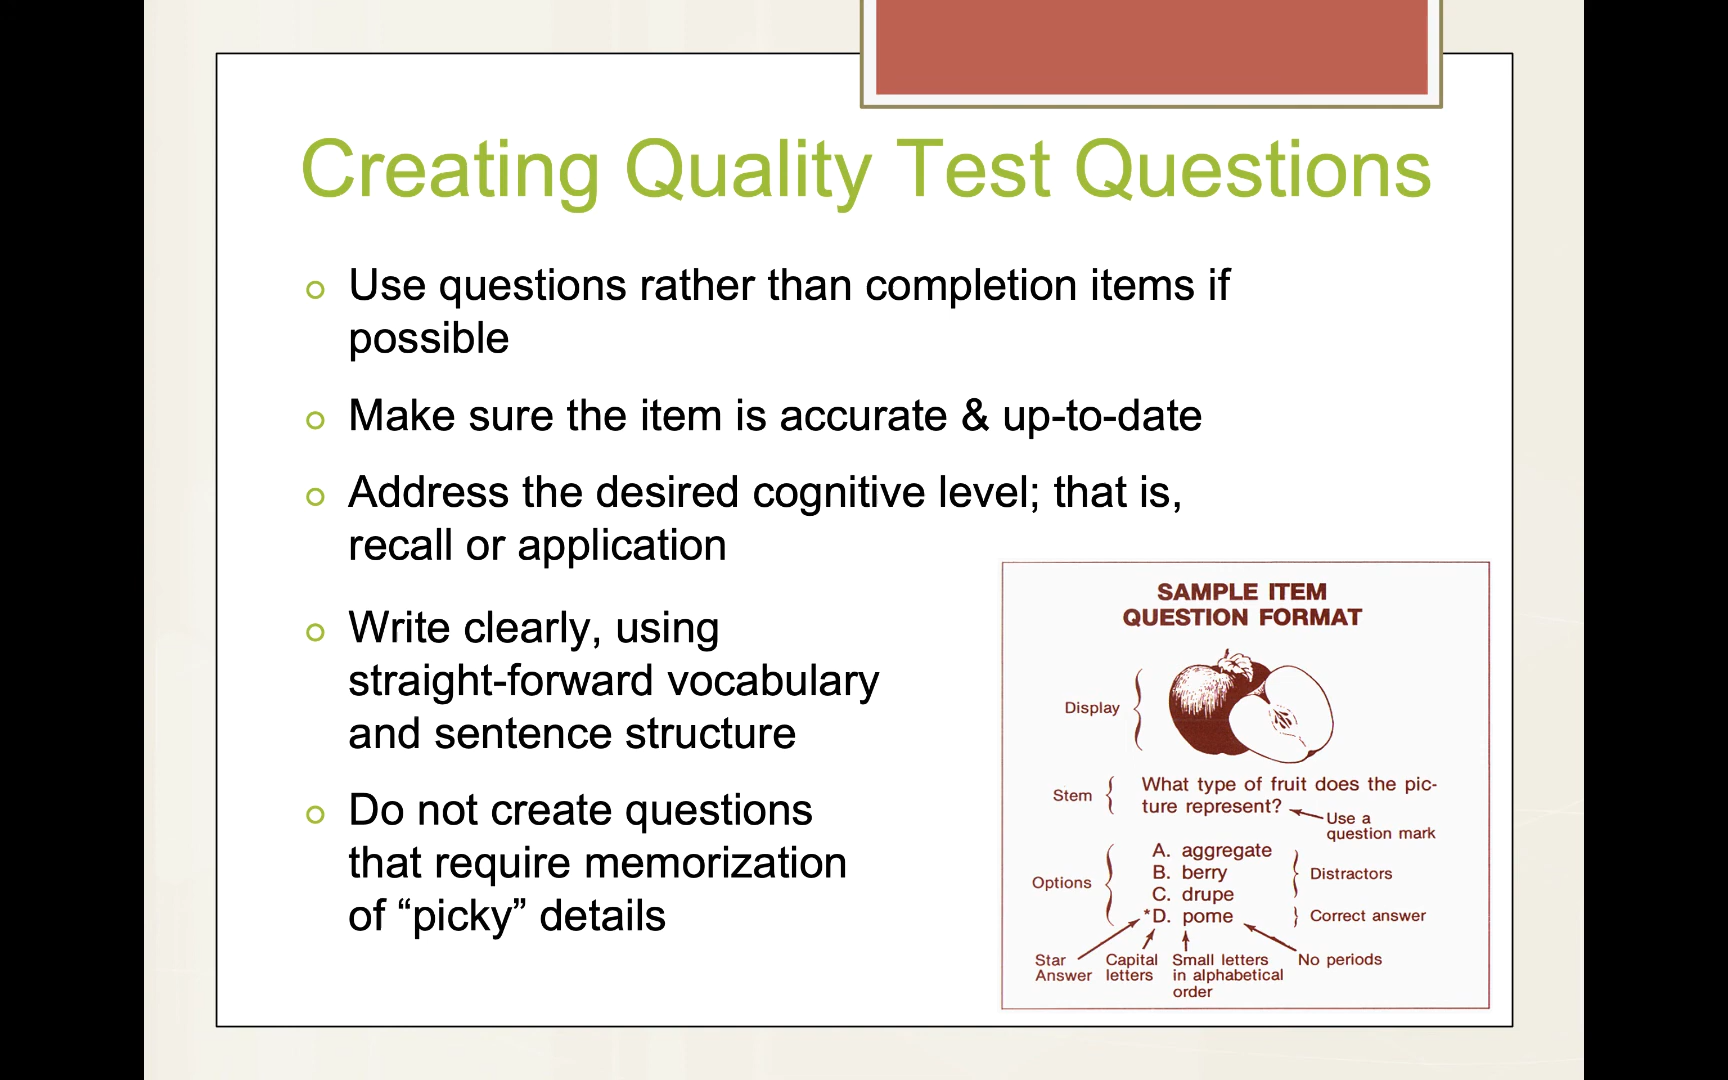 Creating Quality Test Questions
Use questions rather than completion items if
possible
Make sure the item is accurate & up-to-date
Address the desired cognitive level; that is,
recall or application
Write clearly, using
straight-forward vocabulary
and sentence structure
Do not create questions
that require memorization
of “picky” details
SAMPLE ITEM
QUESTION FORMAT
Display
Stem
What type of fruit does the pic-
ture represent?
Use a
question mark
Options
A. aggregate
B. berry
C. drupe
*D. pome
Distractors
Correct answer
Star
Answer
Capital
letters
Small letters
in alphabetical
order
No periods